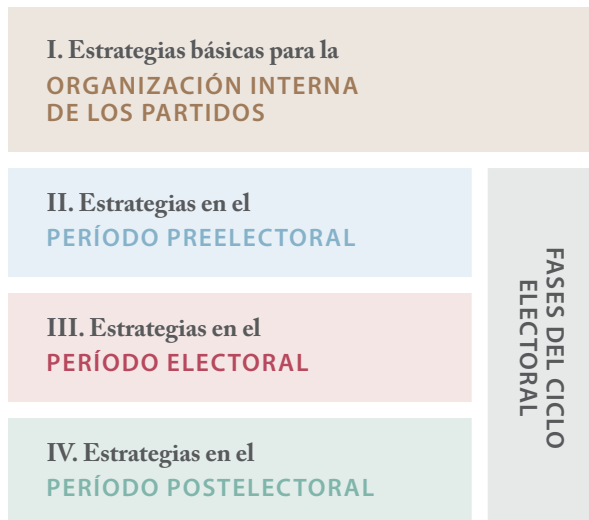 I. Estrategias básicas para la
ORGANIZACIÓN INTERNA
DE LOS PARTIDOS
II. Estrategias en el
PERÍODO PREELECTORAL
III. Estrategias en el
PERÍODO ELECTORAL
IV. Estrategias en el
PERÍODO POSTELECTORAL
FASES DEL CICLO
ELECTORAL